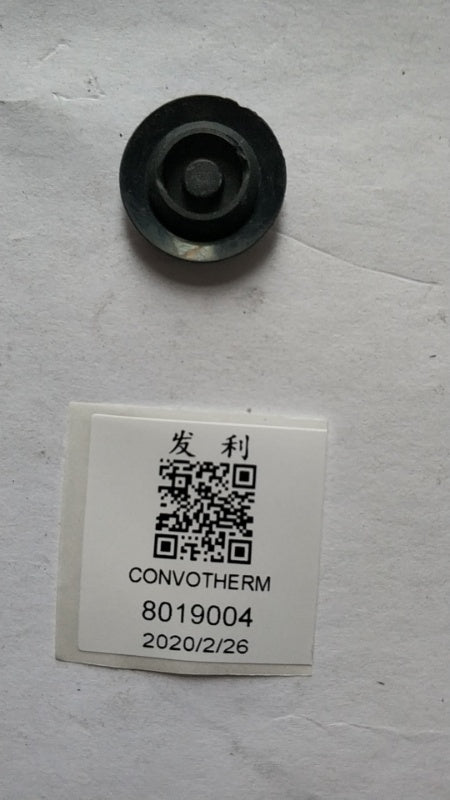 发 利
CONVOTHERM
8019004
2020/2/26